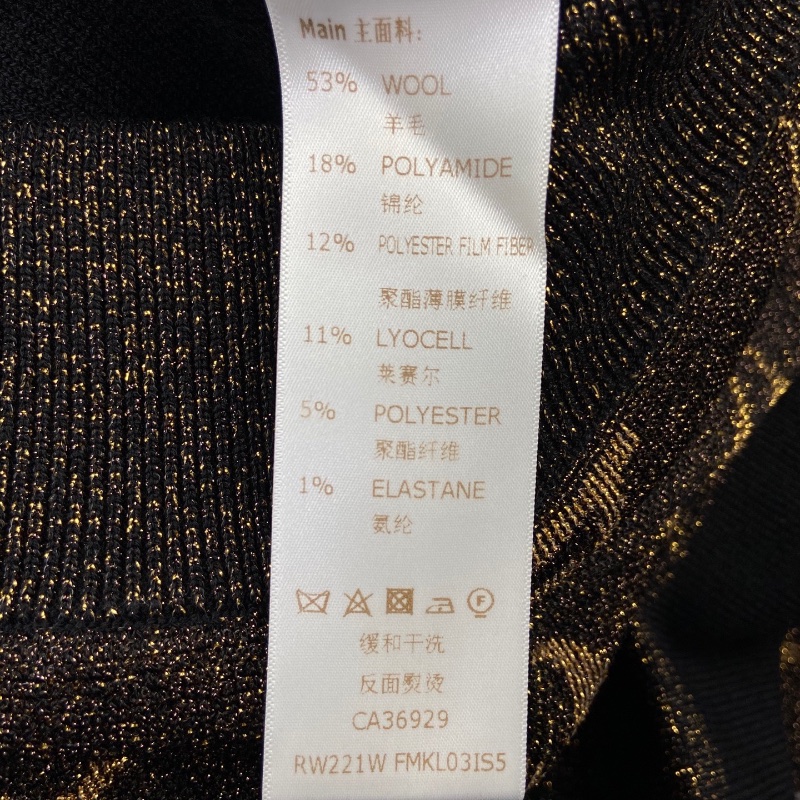 Main 主面料:
53% WOOL
羊毛
18% POLYAMIDE
锦纶
12% POLYESTER FILM FIBER
聚酯薄膜纤维
11% LYOCELL
莱赛尔
5% POLYESTER
聚酯纤维
1% ELASTANE
氨纶
F
缓和干洗
反面熨烫
CA36929
RW221W FMKL03IS5